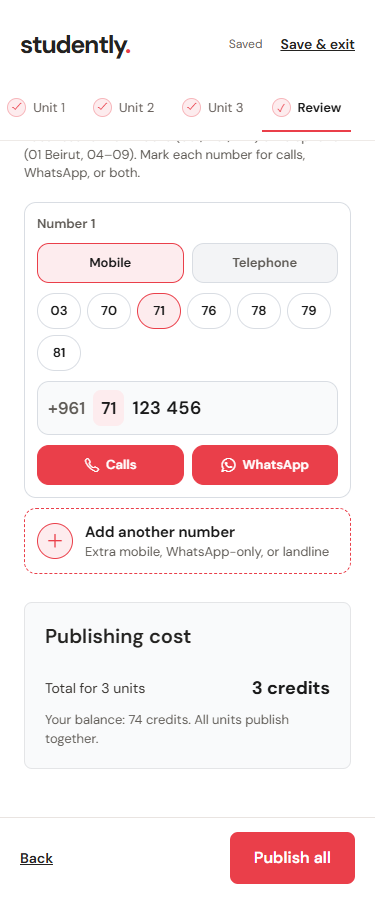 studently.
Saved
Save & exit
Unit 1
Unit 2
Unit 3
Review
(01 Beirut, 04–09). Mark each number for calls,
WhatsApp, or both.
Number 1
Mobile
Telephone
03
70
71
76
78
79
81
+961 71 123 456
Calls
WhatsApp
Add another number
Extra mobile, WhatsApp-only, or landline
Publishing cost
Total for 3 units
3 credits
Your balance: 74 credits. All units publish
together.
Back
Publish all